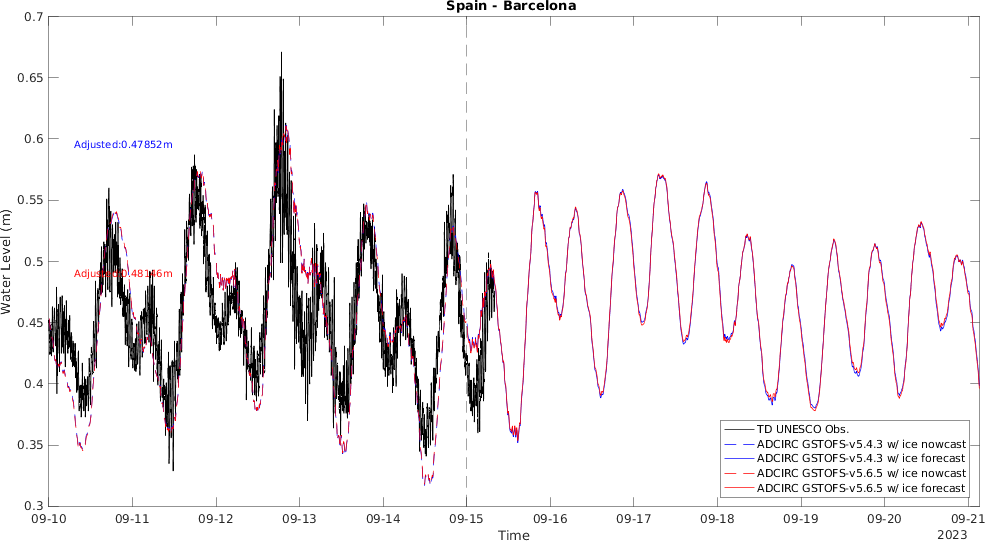 Spain - Barcelona
0.7
0.65
0.6
0.55
0.5
0.45
0.4
0.35
0.3
Water Level (m)
Adjusted:0.47852m
Adjusted:0.48146m
TD UNESCO Obs.
ADCIRC GSTOFS-v5.4.3 w/ ice nowcast
ADCIRC GSTOFS-v5.4.3 w/ ice forecast
ADCIRC GSTOFS-v5.6.5 w/ ice nowcast
ADCIRC GSTOFS-v5.6.5 w/ ice forecast
09-10 09-11 09-12 09-13 09-14 09-15 09-16 09-17 09-18 09-19 09-20 09-21
Time
2023